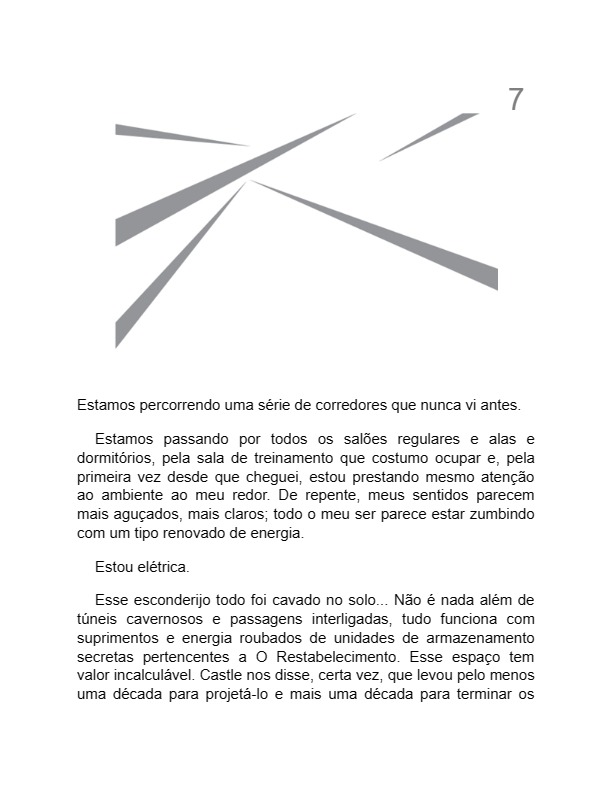 7
Estamos percorrendo uma série de corredores que nunca vi antes.
Estamos passando por todos os salões regulares e alas e
dormitórios, pela sala de treinamento que costumo ocupar e, pela
primeira vez desde que cheguei, estou prestando mesmo atenção
ao ambiente ao meu redor. De repente, meus sentidos parecem
mais aguçados, mais claros; todo o meu ser parece estar zumbindo
com um tipo renovado de energia.
Estou elétrica.
Esse esconderijo todo foi cavado no solo... Não é nada além de
túneis cavernosos e passagens interligadas, tudo funciona com
suprimentos e energia roubados de unidades de armazenamento
secretas pertencentes a O Restabelecimento. Esse espaço tem
valor incalculável. Castle nos disse, certa vez, que levou pelo menos
uma década para projetá-lo e mais uma década para terminar os